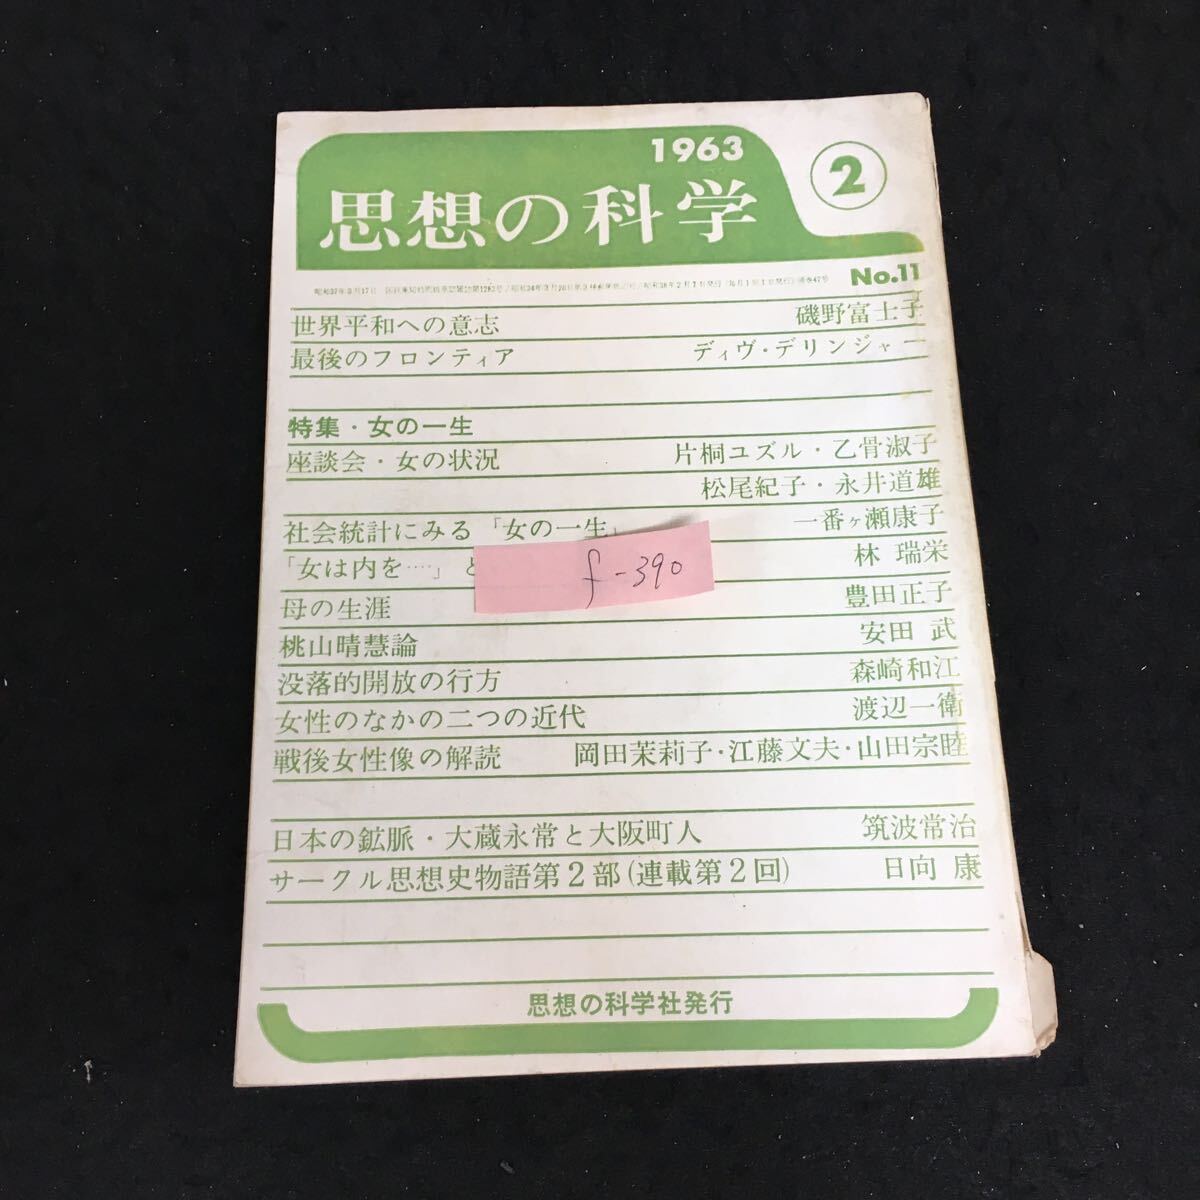 1963
思想の科学
2
No.11
世界平和への意志 磯野富士子
最後のフロンティア ディヴ・デリンジャー
特集・女の一生
座談会・女の状況 片桐ユズル・乙骨淑子
松尾紀子・永井道雄
社会統計にみる「女の一生」 一番ヶ瀬康子
「女は内を……」と 林 瑞栄
f-390
母の生涯 豊田正子
桃山晴慧論 安田 武
没落的開放の行方 森崎和江
女性のなかの二つの近代 渡辺一衛
戦後女性像の解読 岡田茉莉子・江藤文夫・山田宗睦
日本の鉱脈・大蔵永常と大阪町人 筑波常治
サークル思想史物語第2部(連載第2回) 日向 康
思想の科学社発行